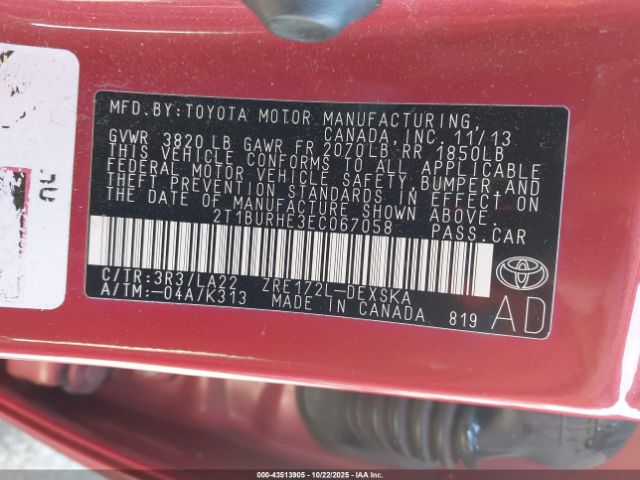 MFD. BY: TOYOTA MOTOR MANUFACTURING,
CANADA, INC. 11/13
GVWR 3820 LB GAWR FR 2070LB RR 1850LB
THIS VEHICLE CONFORMS TO ALL APPLICABLE
FEDERAL MOTOR VEHICLE SAFETY, BUMPER, AND
THEFT PREVENTION STANDARDS IN EFFECT ON
THE DATE OF MANUFACTURE SHOWN ABOVE.
2T1BURHE3EC067058 PASS.CAR
C/TR:3R3/LA22 ZRE172L-DEXSKA
A/TM:-04A/K313 MADE IN CANADA 819
AD
000-43513905 10/22/2025 - IAAI